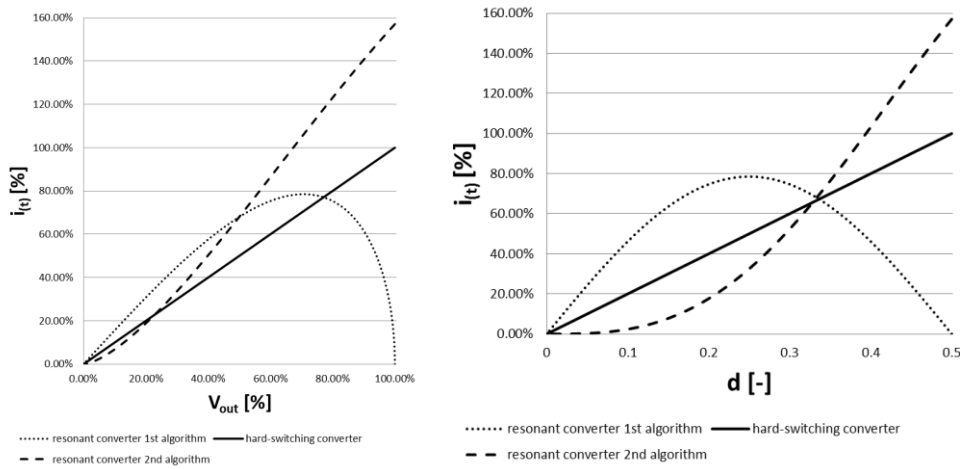 160.00%
140.00%
120.00%
100.00%
80.00%
60.00%
40.00%
20.00%
0.00%
i(t) [%]
0.00% 20.00% 40.00% 60.00% 80.00% 100.00%
Vout [%]
resonant converter 1st algorithm hard-switching converter
resonant converter 2nd algorithm
160.00%
140.00%
120.00%
100.00%
80.00%
60.00%
40.00%
20.00%
0.00%
i(t) [%]
0 0.1 0.2 0.3 0.4 0.5
d [-]
resonant converter 1st algorithm hard-switching converter
resonant converter 2nd algorithm